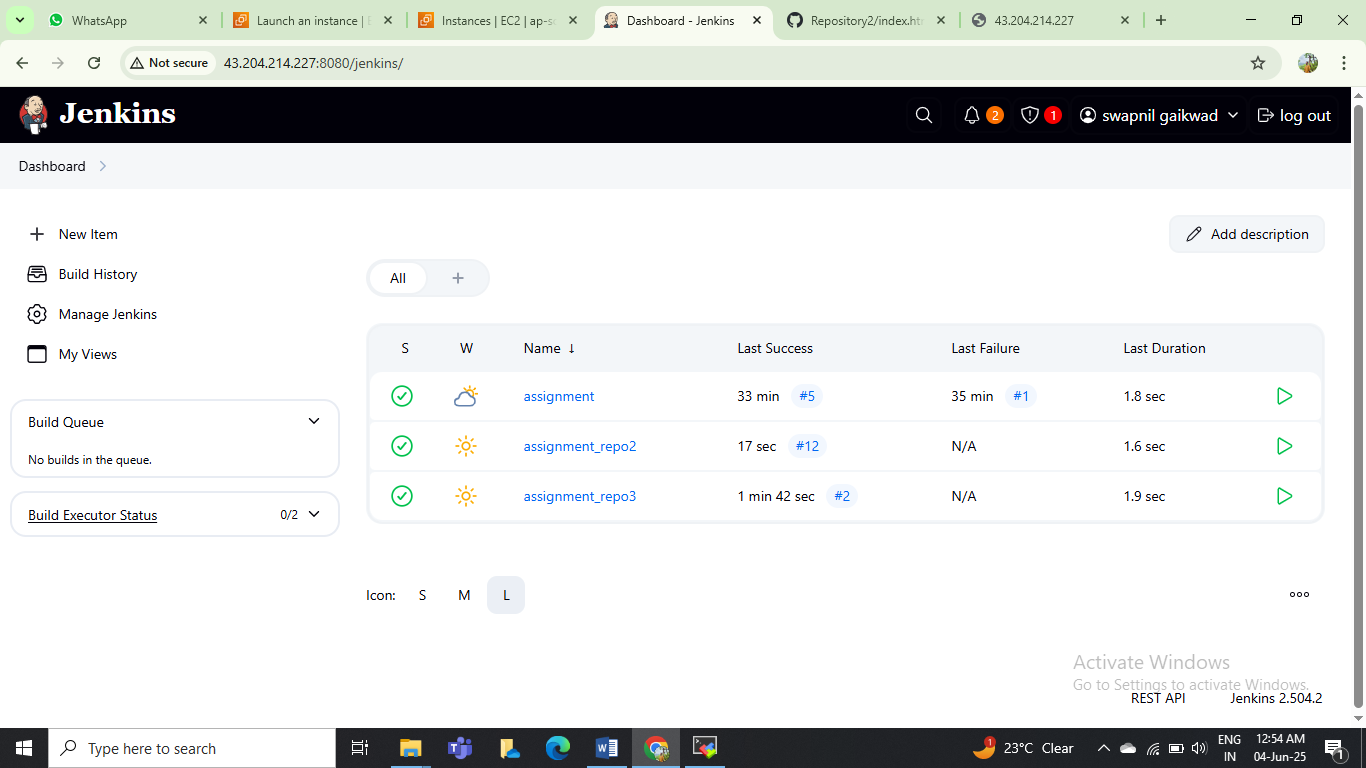 WhatsApp
Launch an instance | E
Instances | EC2 | ap-so
Dashboard - Jenkins
Repository2/index.ht
43.204.214.227
Not secure
43.204.214.227:8080/jenkins/
Jenkins
2
1
swapnil gaikwad
log out
Dashboard
New Item
Build History
Manage Jenkins
My Views
Build Queue
No builds in the queue.
Build Executor Status 0/2
Add description
All +
S W Name ↓ Last Success Last Failure Last Duration
assignment 33 min #5 35 min #1 1.8 sec
assignment_repo2 17 sec #12 N/A 1.6 sec
assignment_repo3 1 min 42 sec #2 N/A 1.9 sec
Icon: S M L
Activate Windows
Go to Settings to activate Windows.
REST API Jenkins 2.504.2
Type here to search
23°C Clear
ENG
IN
12:54 AM
04-Jun-25
1